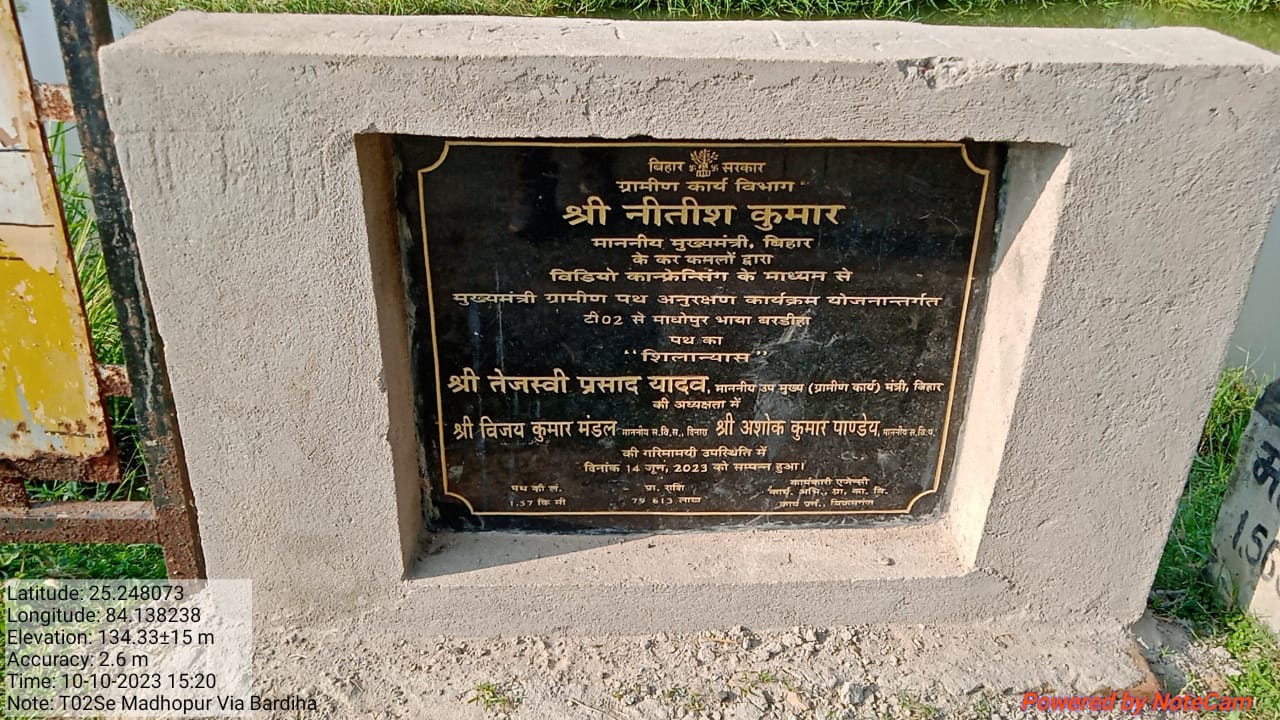 बिहार सरकार
ग्रामीण कार्य विभाग
श्री नीतीश कुमार
माननीय मुख्यमंत्री, बिहार
के कर कमलों द्वारा
विडियो कान्फ्रेन्सिंग के माध्यम से
मुख्यमंत्री ग्रामीण पथ अनुरक्षण कार्यक्रम योजनान्तर्गत
टी02 से माधोपुर भाया बरडीहा
पथ का
“शिलान्यास”
श्री तेजस्वी प्रसाद यादव, माननीय उप मुख्य (ग्रामीण कार्य) मंत्री, बिहार
की अध्यक्षता में
श्री विजय कुमार मंडल माननीय स.वि.स., दिनारा श्री अशोक कुमार पाण्डेय, माननीय स.वि.प.
की गरिमामयी उपस्थिति में
दिनांक 14 जून, 2023 को सम्पन्न हुआ।
पथ की लं. प्रा. राशि कार्यकारी एजेन्सी
1.57 कि मी 79 613 लाख कार्य. अभि., ग्रा. का. वि.
कार्य प्रम., बिक्रमगंज
Latitude: 25.248073
Longitude: 84.138238
Elevation: 134.33±15 m
Accuracy: 2.6 m
Time: 10-10-2023 15:20
Note: T02Se Madhopur Via Bardiha
Powered by NoteCam